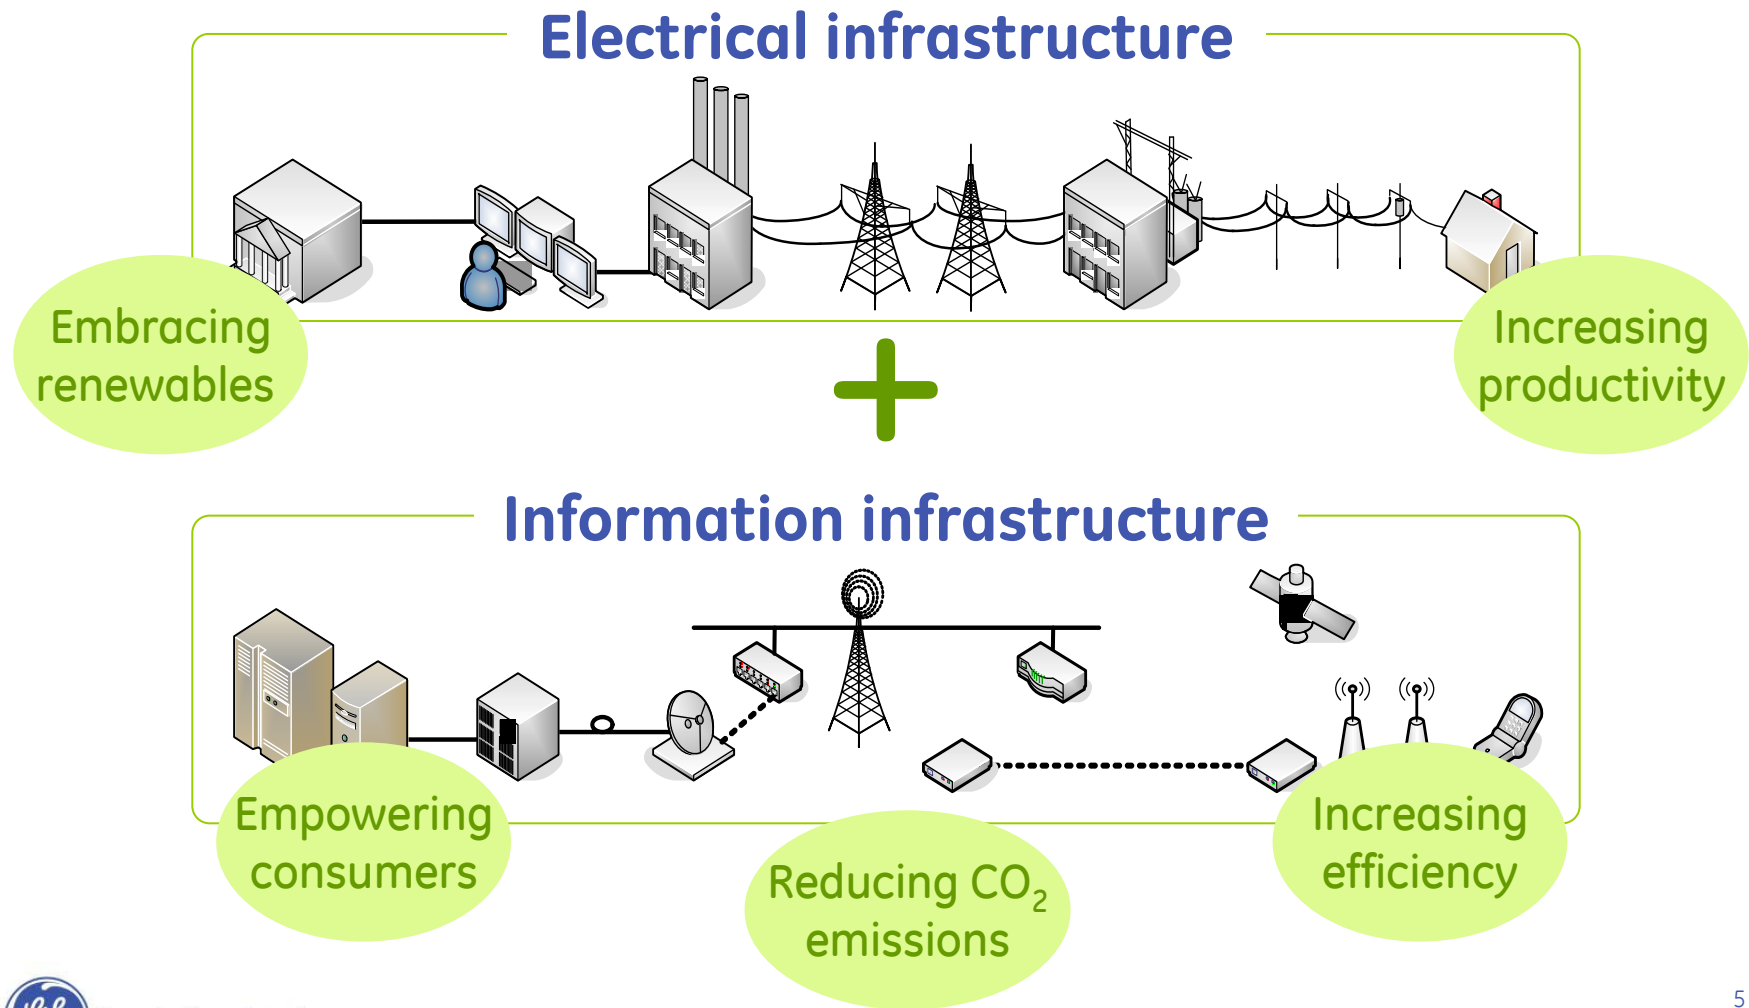 Electrical infrastructure
Embracing
renewables
Increasing
productivity
+
Information infrastructure
Empowering
consumers
Reducing CO₂
emissions
Increasing
efficiency
5